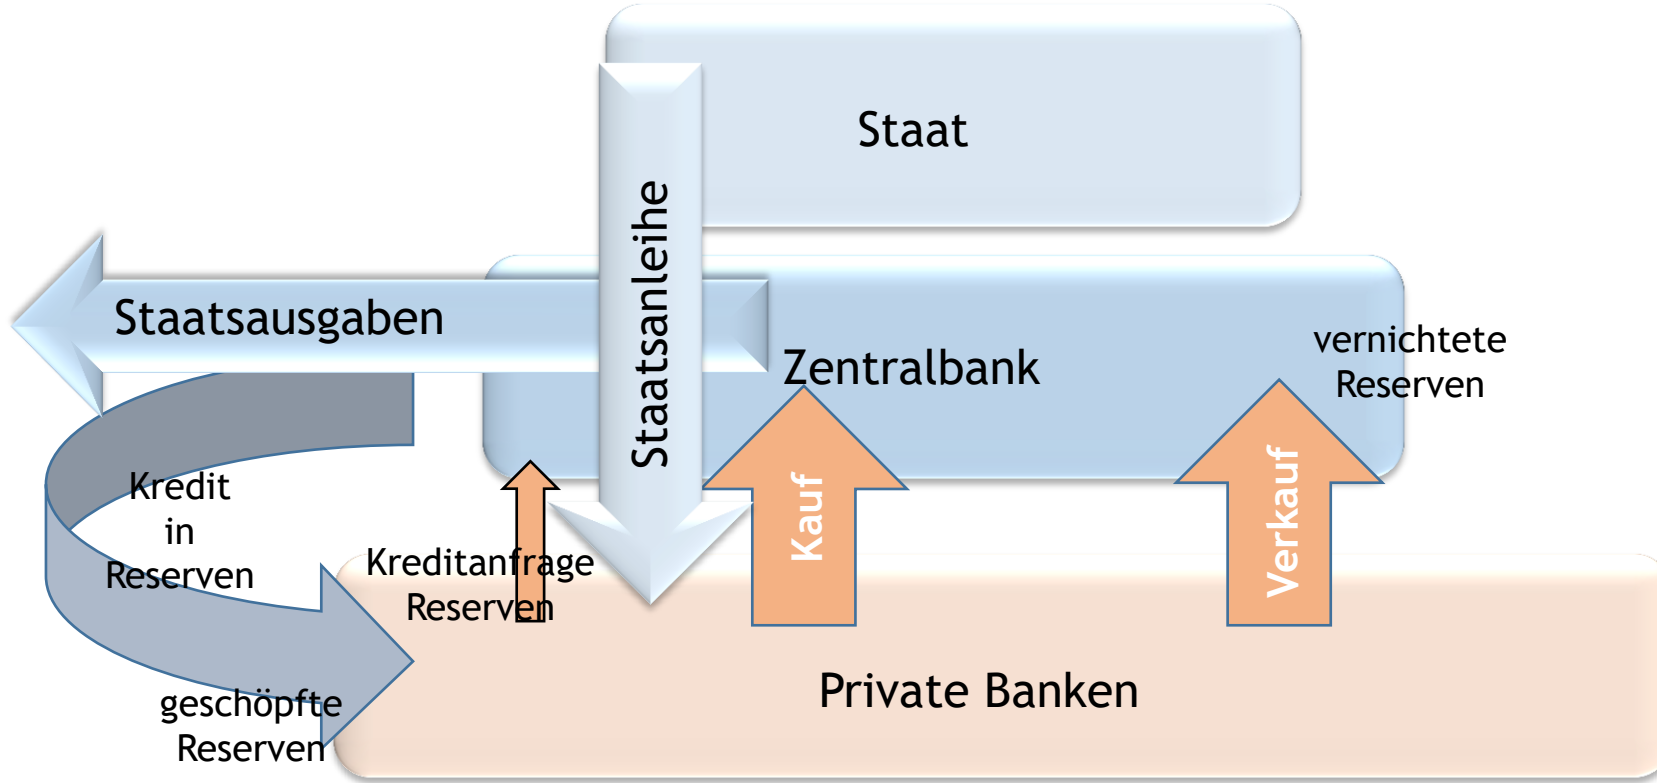 Staat
Staatsanleihe
Staatsausgaben
Zentralbank
vernichtete
Reserven
Kredit
in
Reserven
Kreditanfrage
Reserven
Kauf
Verkauf
geschöpfte
Reserven
Private Banken